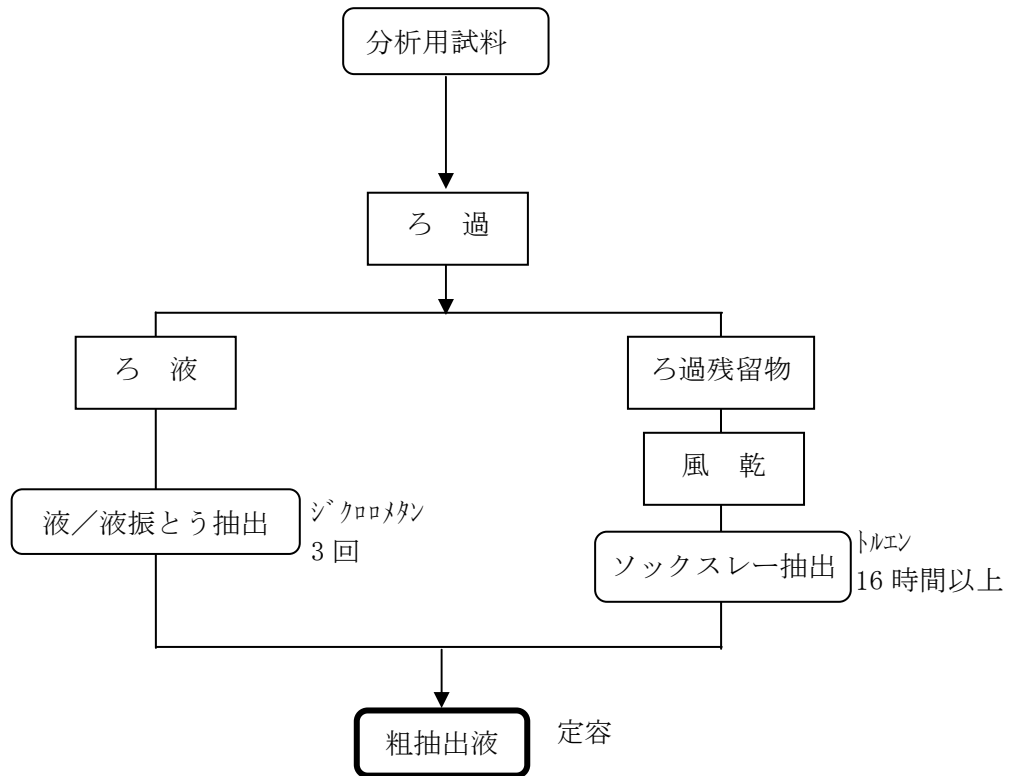 分析用試料
ろ　過
ろ　液
ろ過残留物
風　乾
液／液振とう抽出
ｼﾞｸﾛﾛﾒﾀﾝ
3 回
ソックスレー抽出
ﾄﾙｴﾝ
16 時間以上
粗抽出液
定容